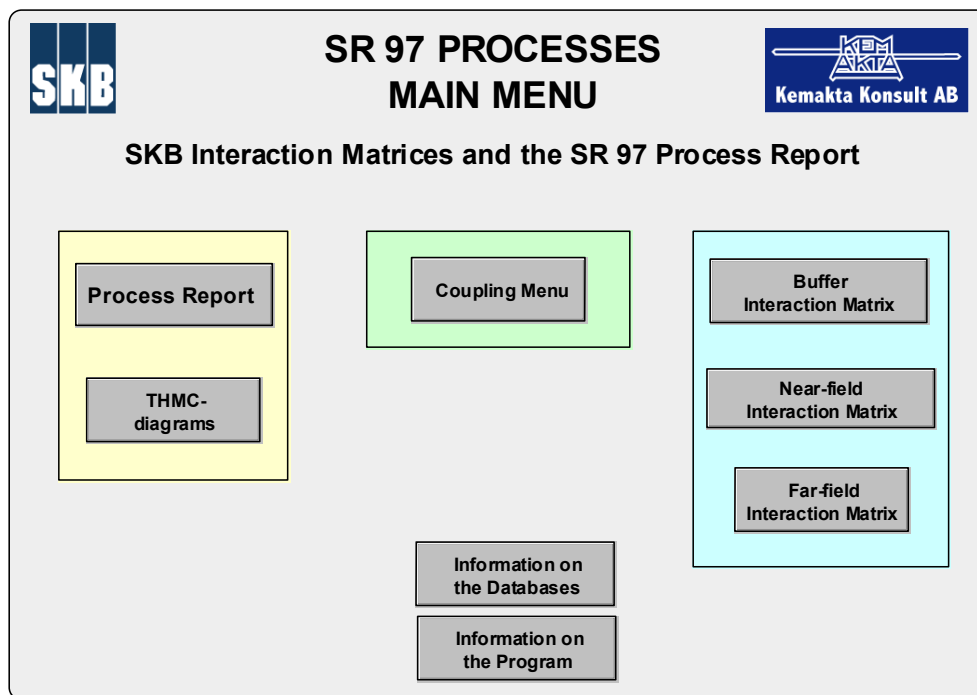 SKB
SR 97 PROCESSES
MAIN MENU
KEMAKTA
Kemakta Konsult AB
SKB Interaction Matrices and the SR 97 Process Report
Process Report
THMC-
diagrams
Coupling Menu
Buffer
Interaction Matrix
Near-field
Interaction Matrix
Far-field
Interaction Matrix
Information on
the Databases
Information on
the Program